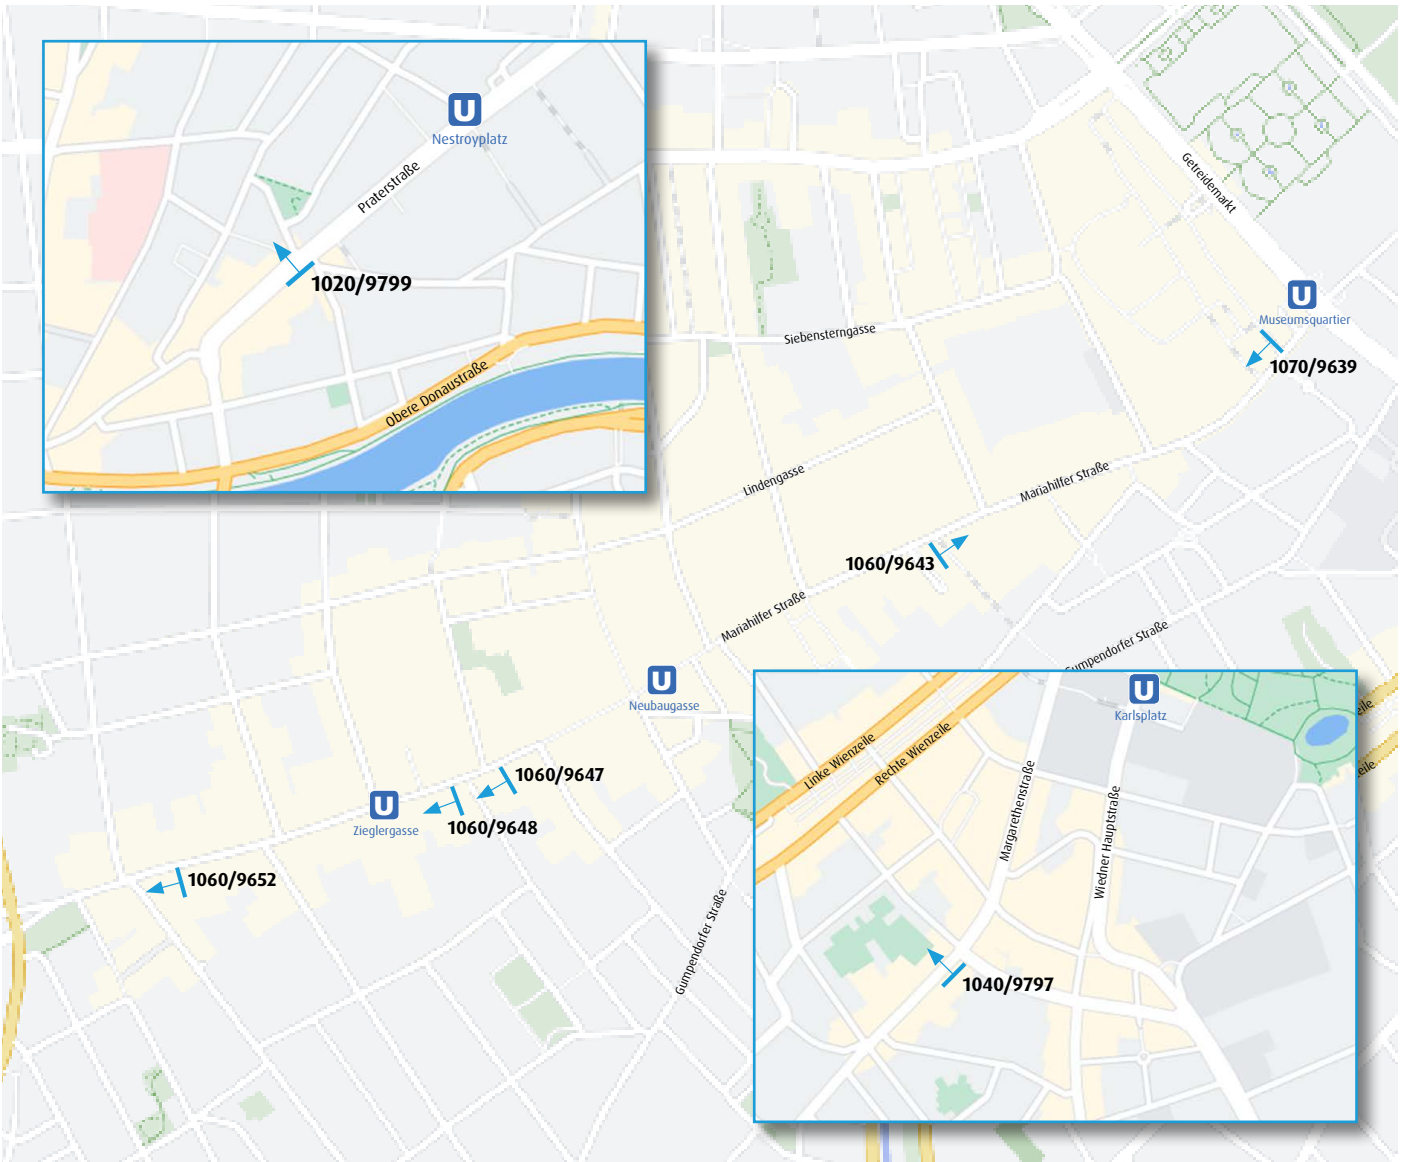 U
Nestroyplatz
Praterstraße
1020/9799
Obere Donaustraße
Getreidemarkt
U
Museumsquartier
1070/9639
Siebensterngasse
Lindengasse
Mariahilfer Straße
1060/9643
Mariahilfer Straße
Gumpendorfer Straße
U
Neubaugasse
1060/9647
U
Zieglergasse
1060/9648
1060/9652
Gumpendorfer Straße
U
Karlsplatz
Linke Wienzeile
Rechte Wienzeile
Margarethenstraße
Wiedner Hauptstraße
1040/9797
eile
eile